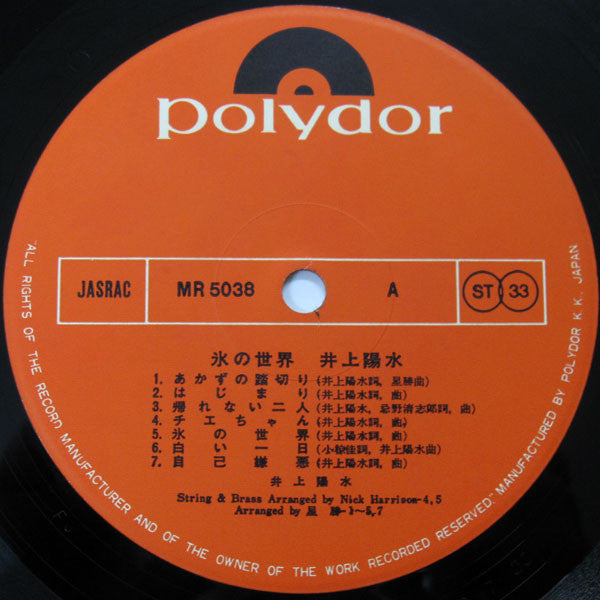 polydor
JASRAC MR 5038 A ST 33
氷の世界 井上陽水
1. あかずの踏切り (井上陽水詞, 星勝曲)
2. はじまり (井上陽水詞, 曲)
3. 帰れない二人 (井上陽水, 忌野清志郎詞, 曲)
4. チエちゃん (井上陽水詞, 曲)
5. 氷の世界 (井上陽水詞, 曲)
6. 白い一日 (小椋佳詞, 井上陽水曲)
7. 自己嫌悪 (井上陽水詞, 曲)
井上陽水
String & Brass Arranged by Nick Harrison-4,5
Arranged by 星 勝-1~5,7
"ALL RIGHTS OF THE RECORD MANUFACTURER AND OF THE OWNER OF THE WORK RECORDED RESERVED." MANUFACTURED BY POLYDOR K.K. JAPAN